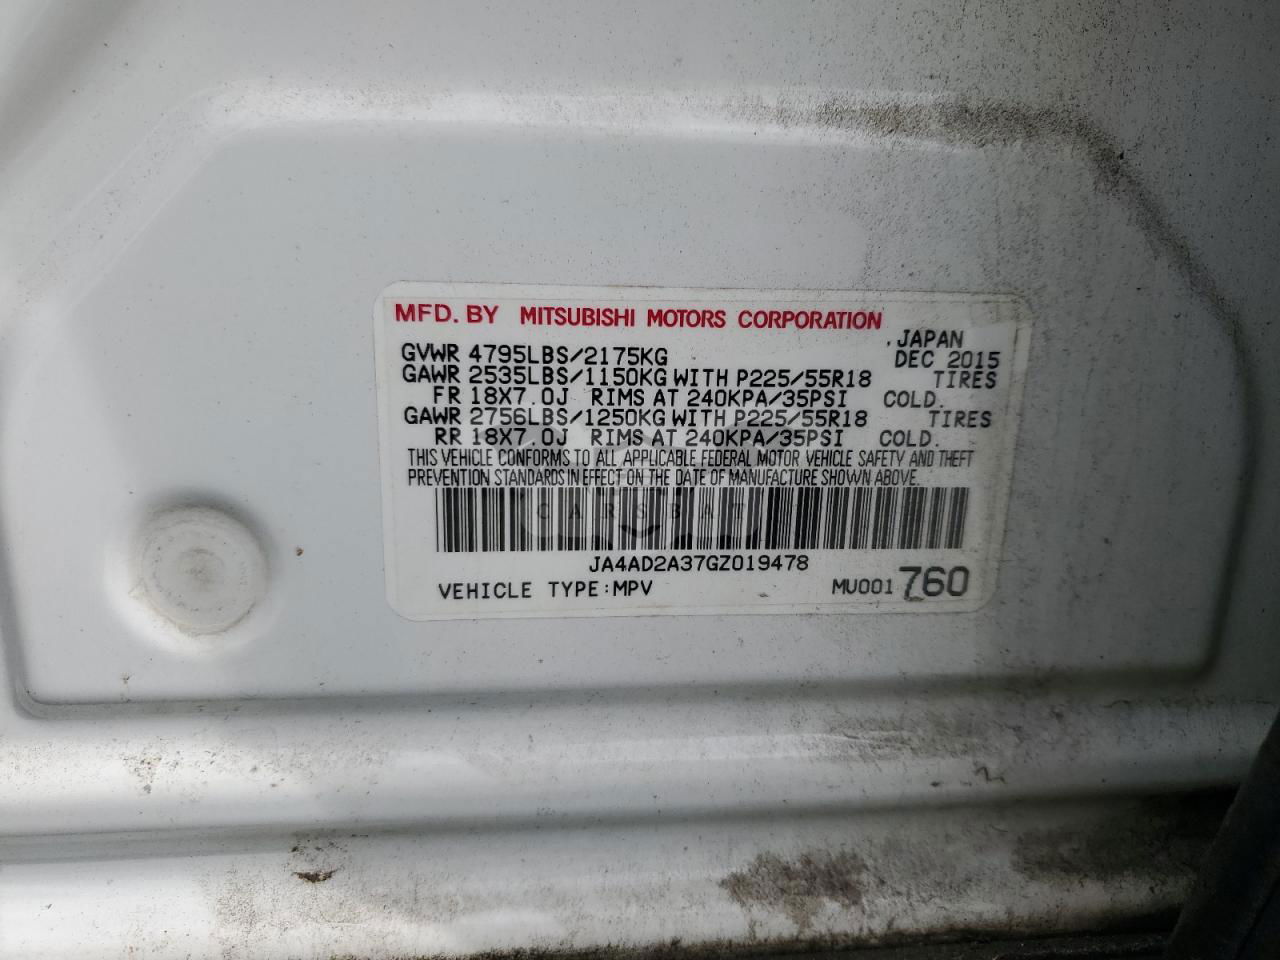 MFD. BY MITSUBISHI MOTORS CORPORATION
.JAPAN
GVWR 4795LBS/2175KG DEC 2015
GAWR 2535LBS/1150KG WITH P225/55R18 TIRES
FR 18X7.0J RIMS AT 240KPA/35PSI COLD.
GAWR 2756LBS/1250KG WITH P225/55R18 TIRES
RR 18X7.0J RIMS AT 240KPA/35PSI COLD.
THIS VEHICLE CONFORMS TO ALL APPLICABLE FEDERAL MOTOR VEHICLE SAFETY AND THEFT
PREVENTION STANDARDS IN EFFECT ON THE DATE OF MANUFACTURE SHOWN ABOVE.
JA4AD2A37GZ019478
VEHICLE TYPE:MPV MU001 760